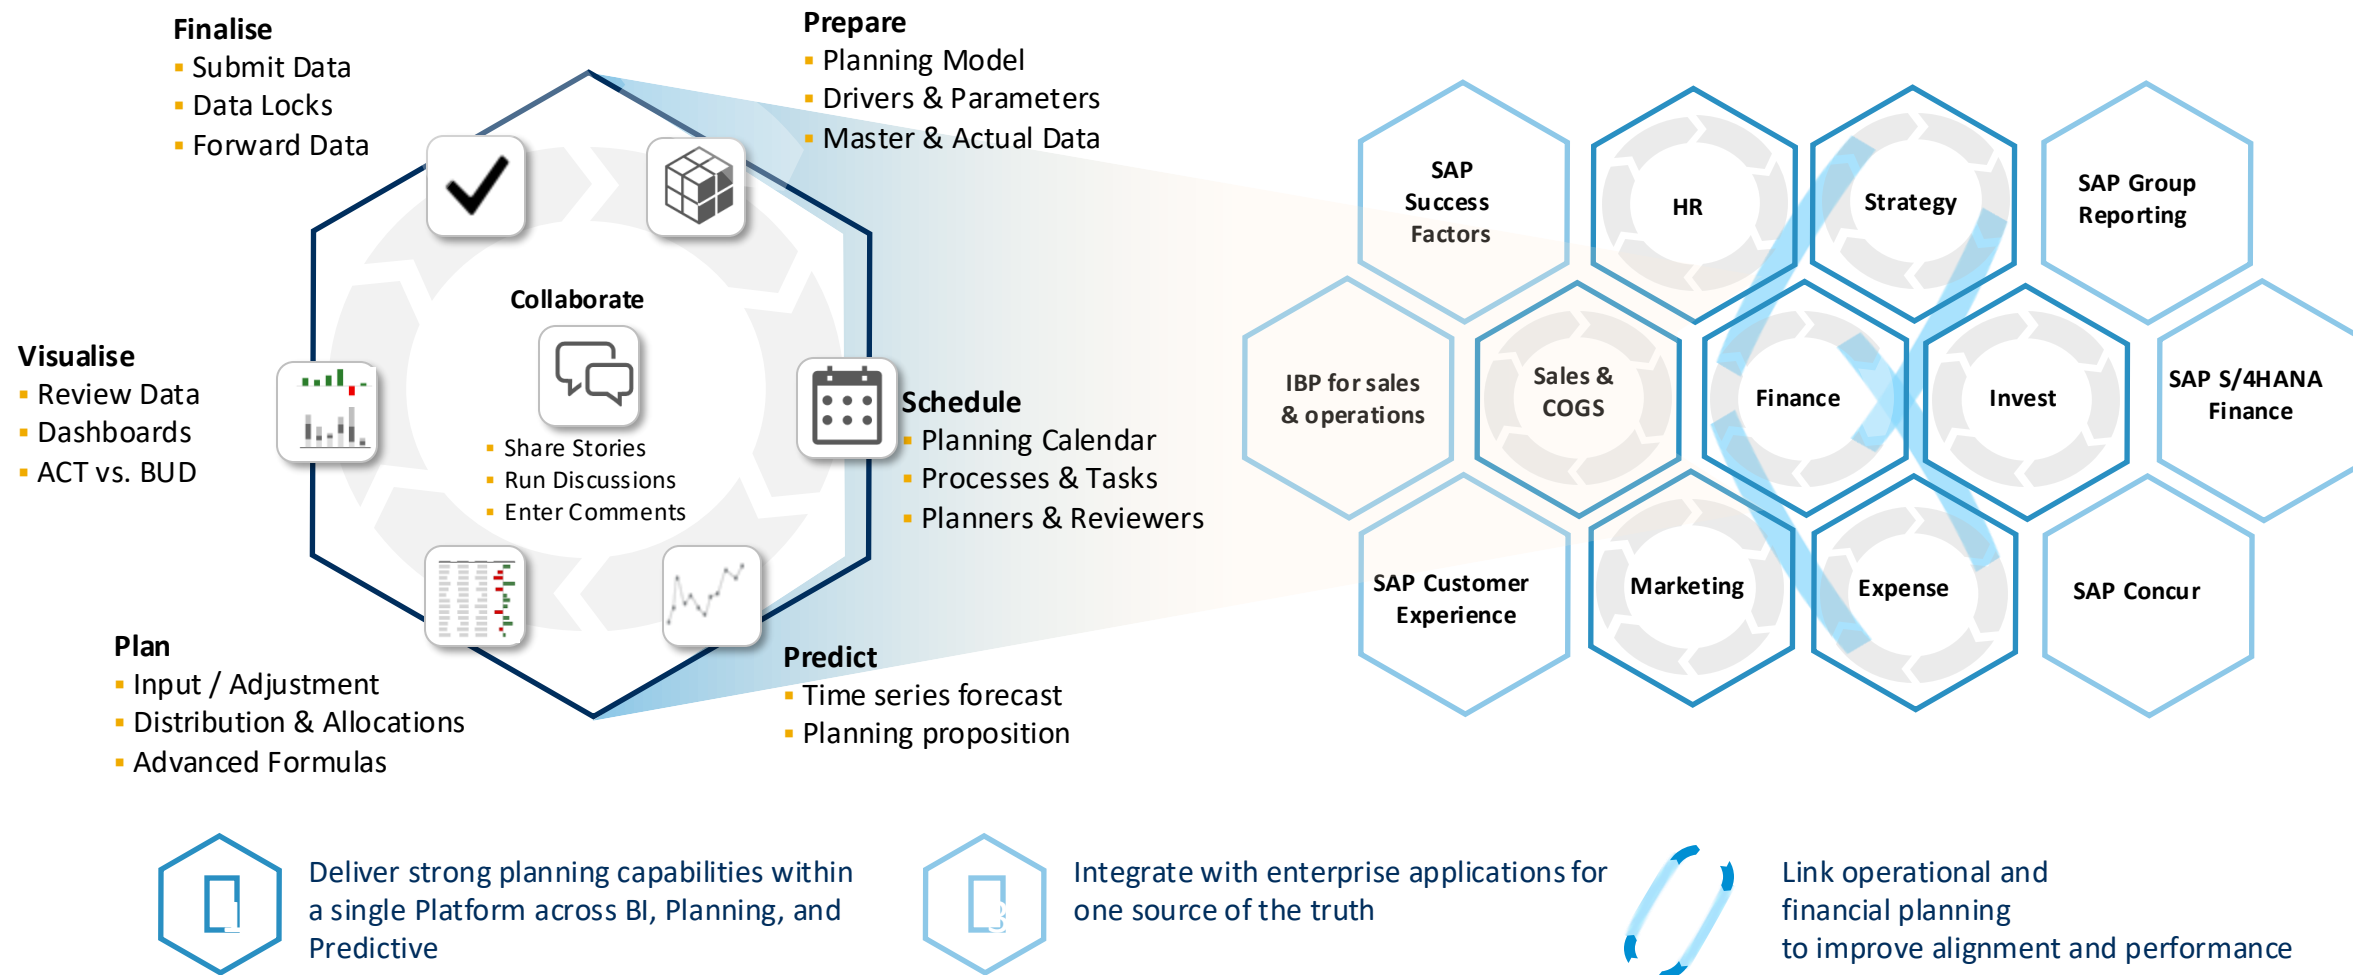 Finalise
Submit Data
Data Locks
Forward Data
Prepare
Planning Model
Drivers & Parameters
Master & Actual Data
Collaborate
Share Stories
Run Discussions
Enter Comments
Visualise
Review Data
Dashboards
ACT vs. BUD
Schedule
Planning Calendar
Processes & Tasks
Planners & Reviewers
Plan
Input / Adjustment
Distribution & Allocations
Advanced Formulas
Predict
Time series forecast
Planning proposition
SAP
Success
Factors
HR
Strategy
SAP Group
Reporting
IBP for sales
& operations
Sales &
COGS
Finance
Invest
SAP S/4HANA
Finance
SAP Customer
Experience
Marketing
Expense
SAP Concur
1
Deliver strong planning capabilities within
a single Platform across BI, Planning, and
Predictive
3
Integrate with enterprise applications for
one source of the truth
Link operational and
financial planning
to improve alignment and performance